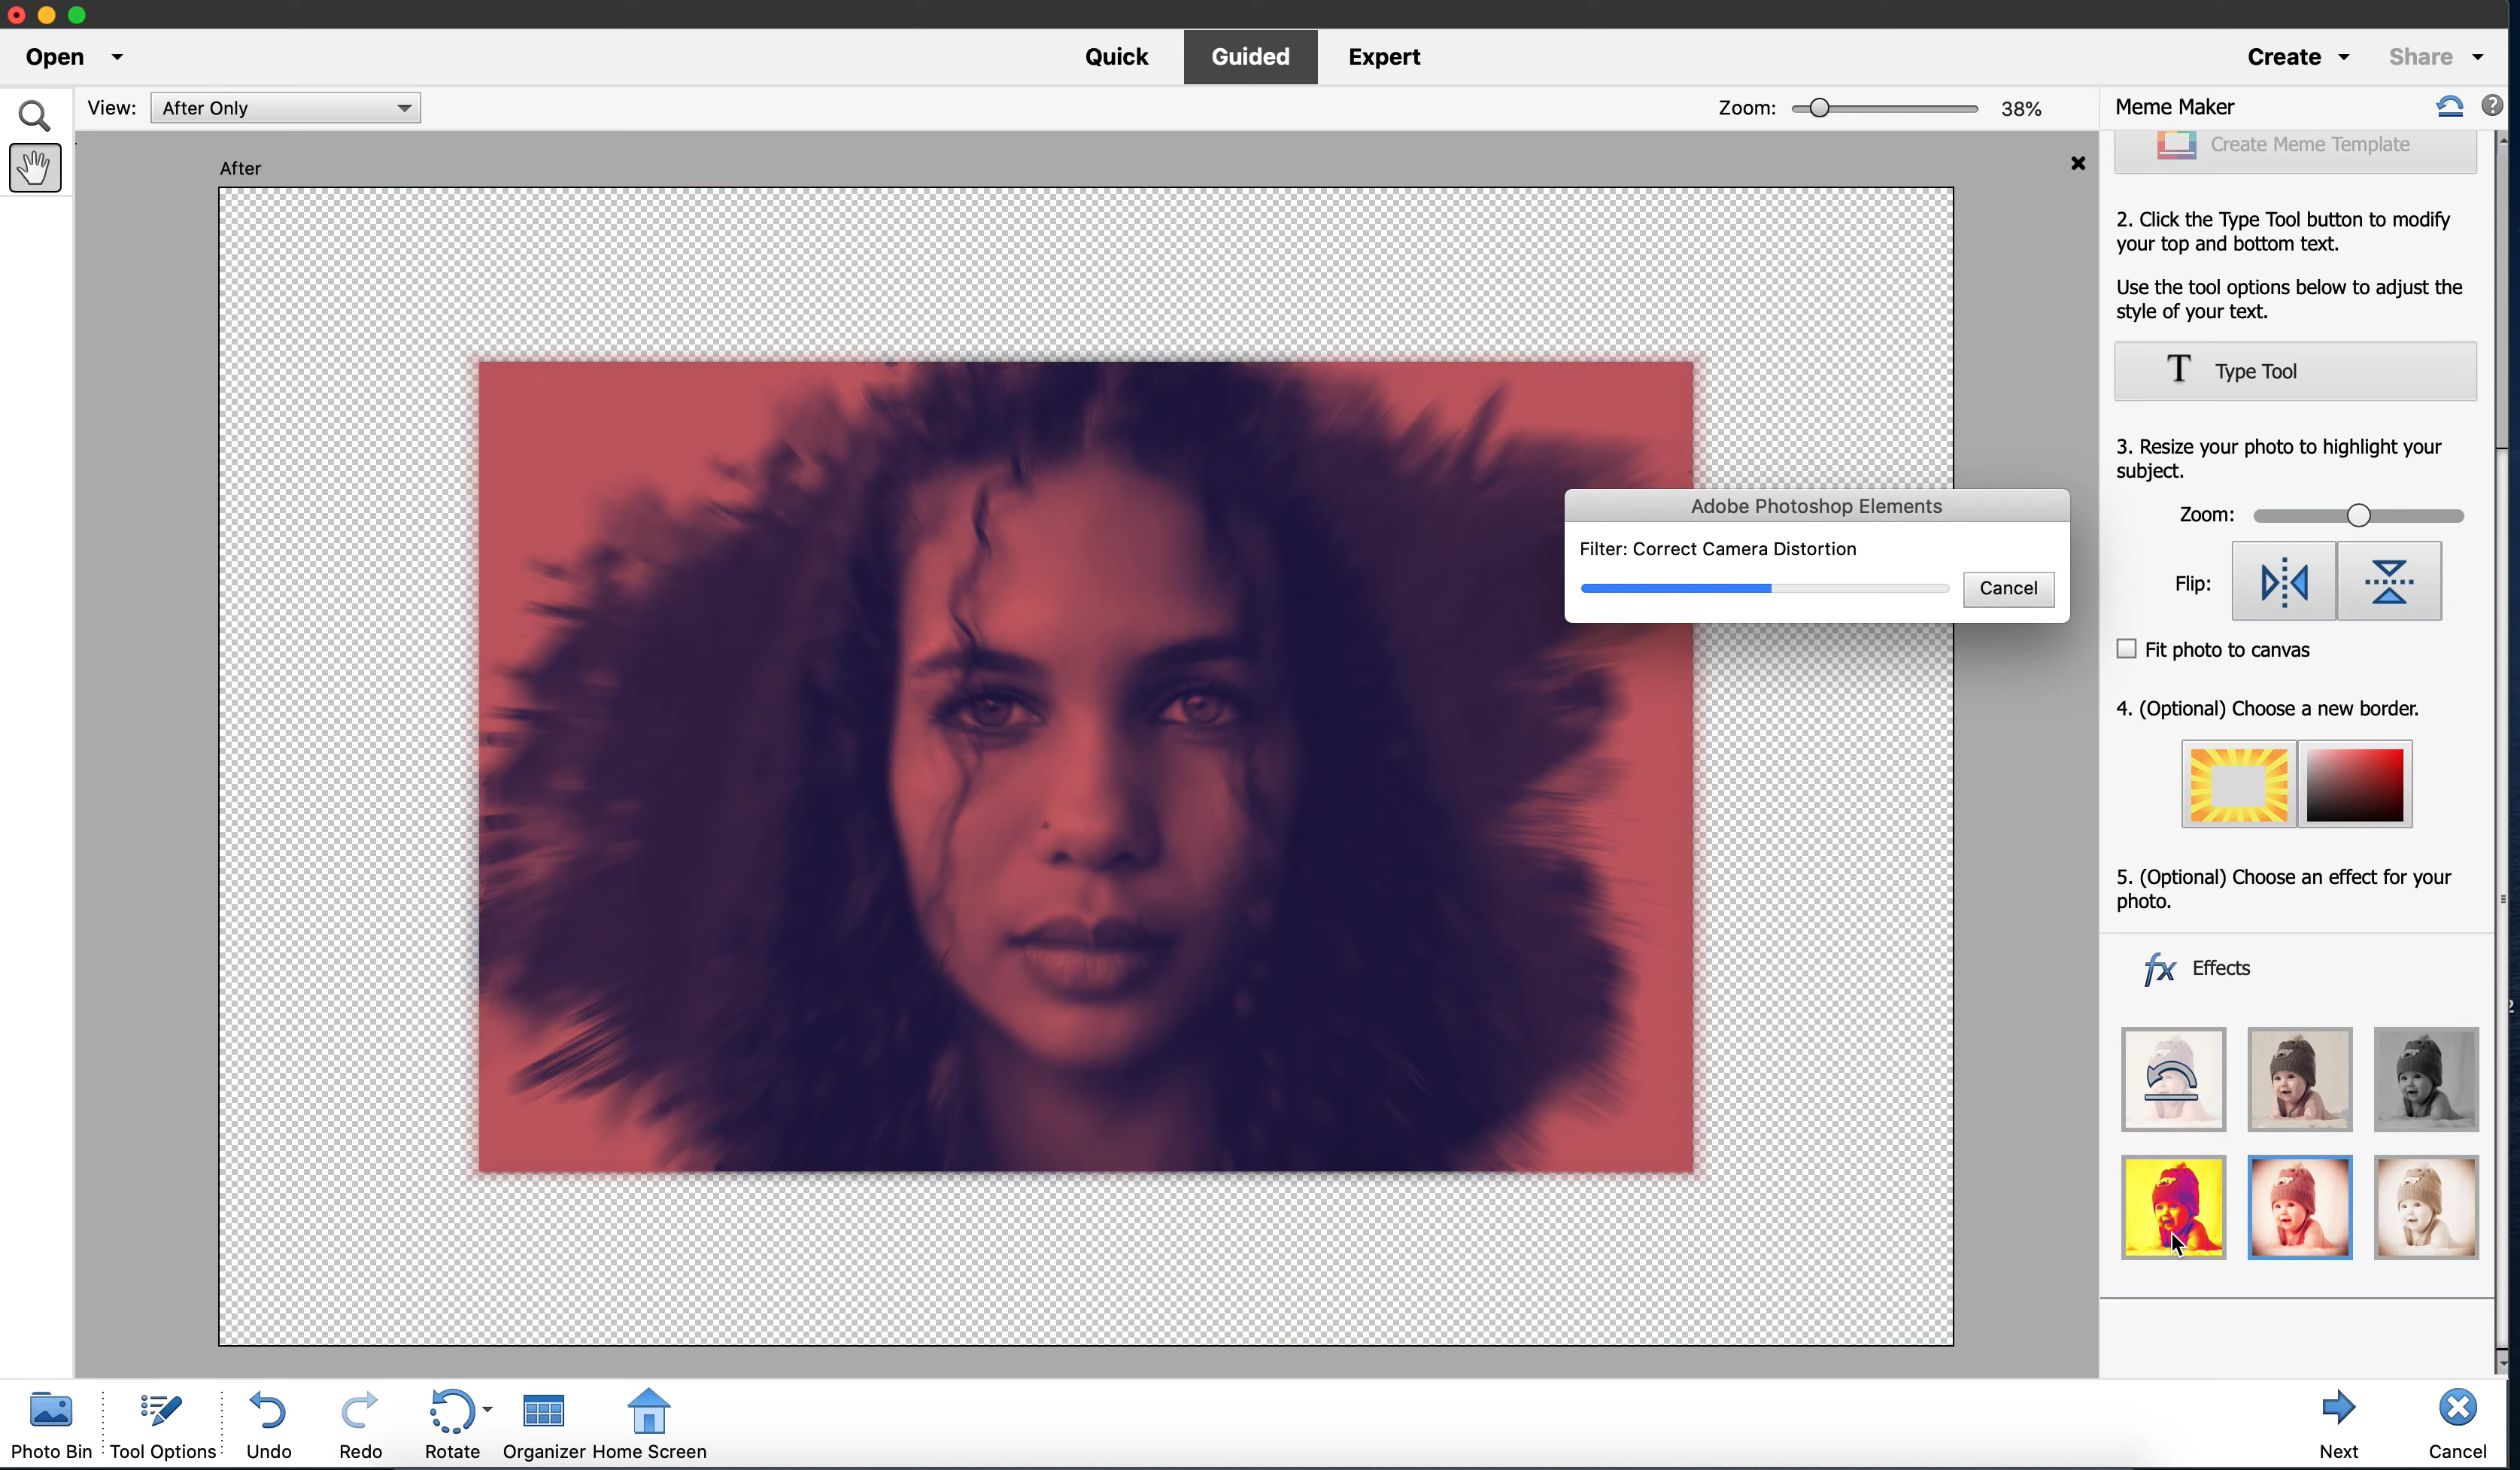 Open
Quick
Guided
Expert
Create
Share
View:
After Only
Zoom:
38%
Meme Maker
?
After
Create Meme Template
2. Click the Type Tool button to modify
your top and bottom text.
Use the tool options below to adjust the
style of your text.
T Type Tool
3. Resize your photo to highlight your
subject.
Adobe Photoshop Elements
Zoom:
Filter: Correct Camera Distortion
Cancel
Flip:
Fit photo to canvas
4. (Optional) Choose a new border.
5. (Optional) Choose an effect for your
photo.
fx Effects
Photo Bin
Tool Options
Undo
Redo
Rotate
Organizer
Home Screen
Next
Cancel